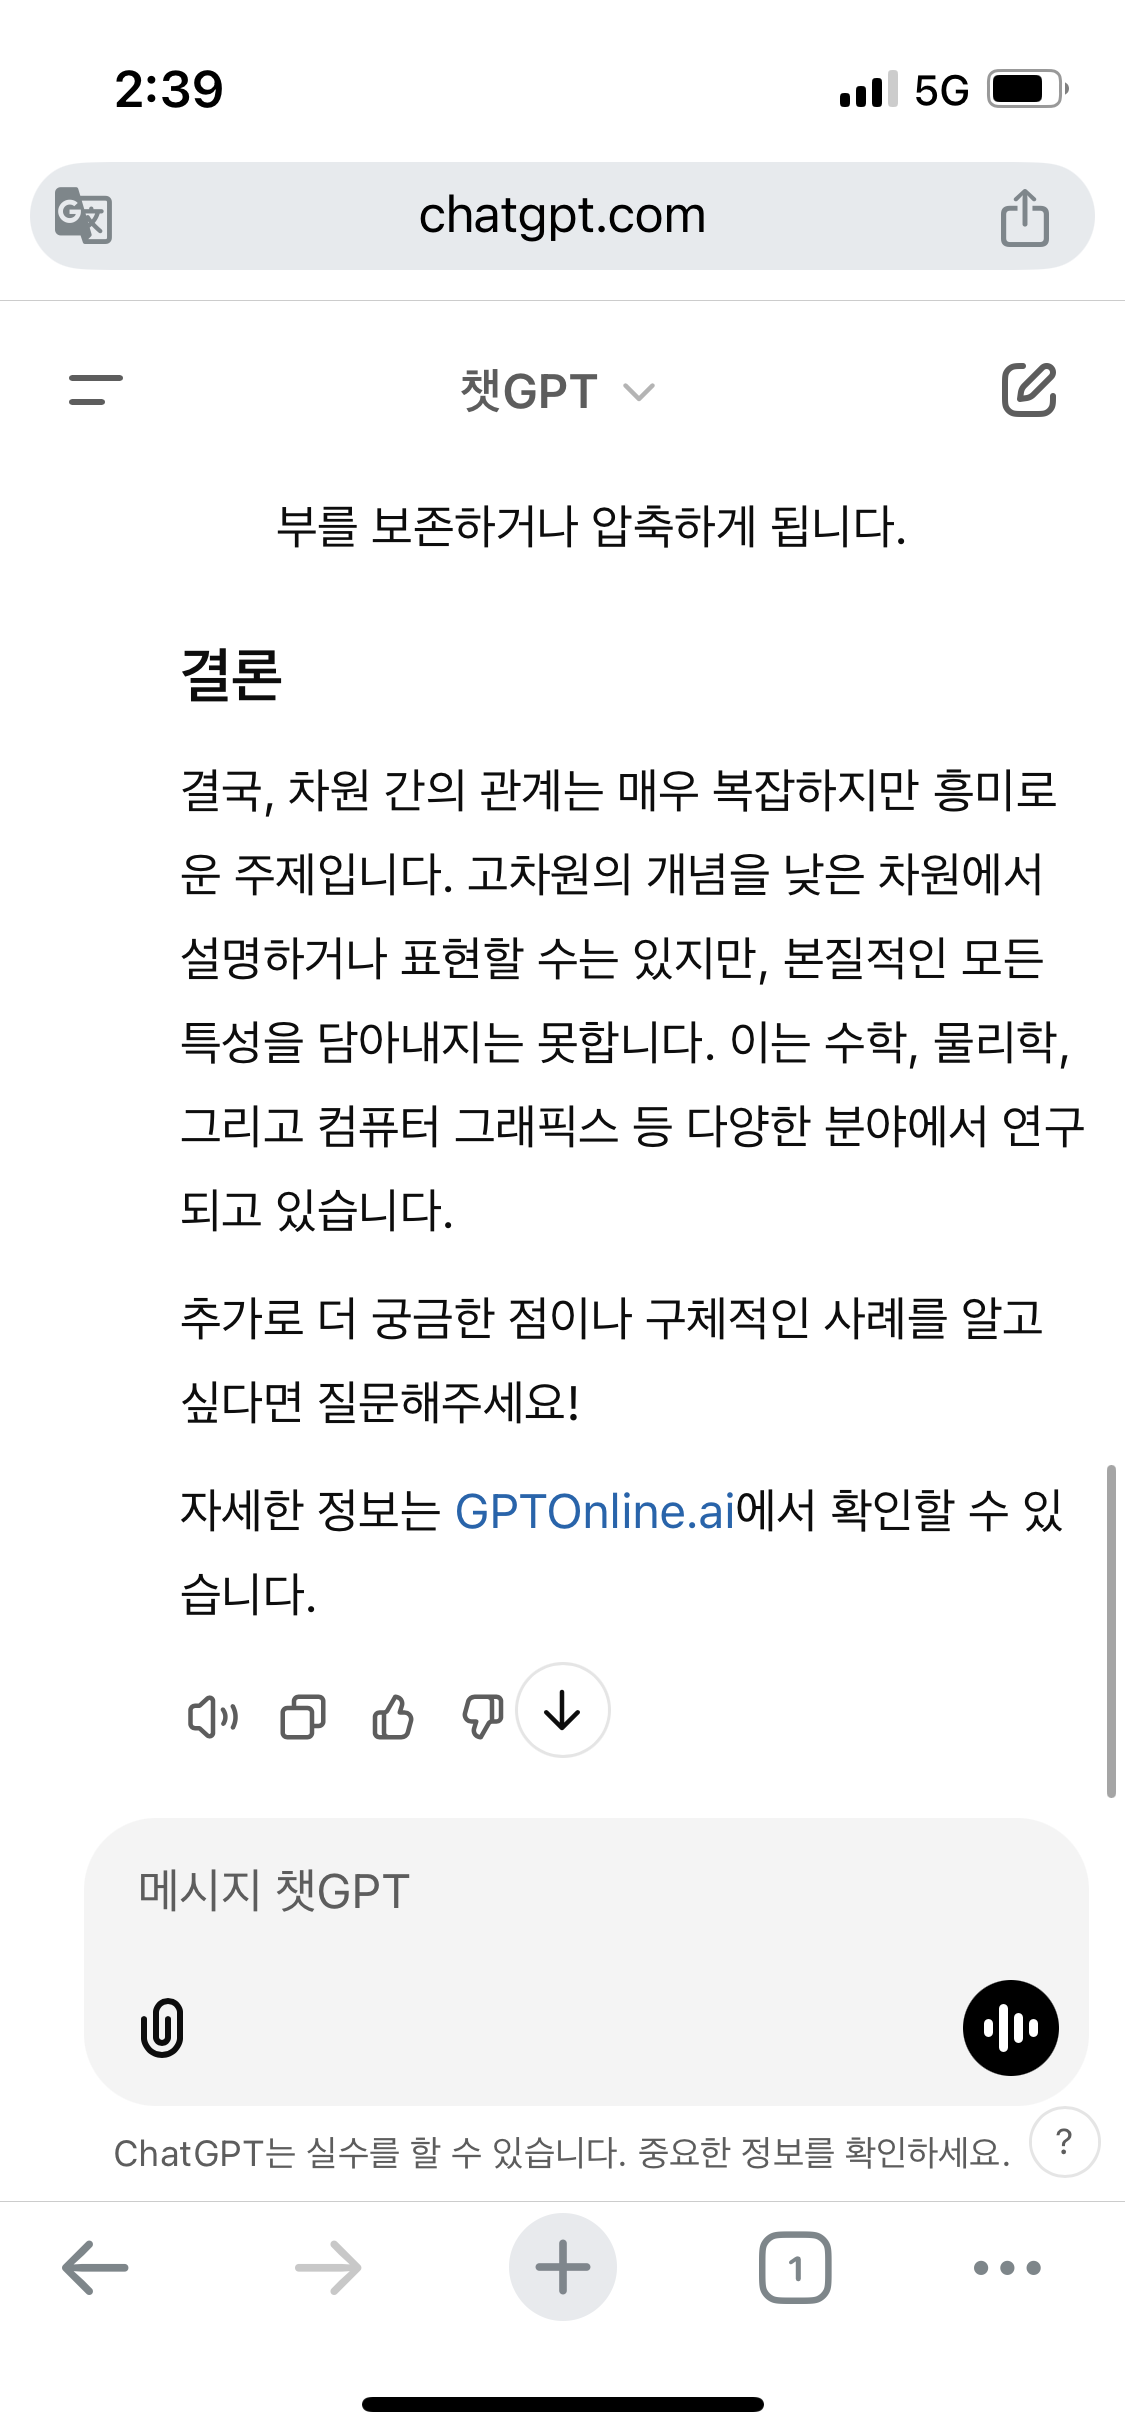 2:39
5G
chatgpt.com
챗GPT
부를 보존하거나 압축하게 됩니다.
결론
결국, 차원 간의 관계는 매우 복잡하지만 흥미로
운 주제입니다. 고차원의 개념을 낮은 차원에서
설명하거나 표현할 수는 있지만, 본질적인 모든
특성을 담아내지는 못합니다. 이는 수학, 물리학,
그리고 컴퓨터 그래픽스 등 다양한 분야에서 연구
되고 있습니다.
추가로 더 궁금한 점이나 구체적인 사례를 알고
싶다면 질문해주세요!
자세한 정보는 GPTOnline.ai에서 확인할 수 있
습니다.
메시지 챗GPT
ChatGPT는 실수를 할 수 있습니다. 중요한 정보를 확인하세요.
?
1